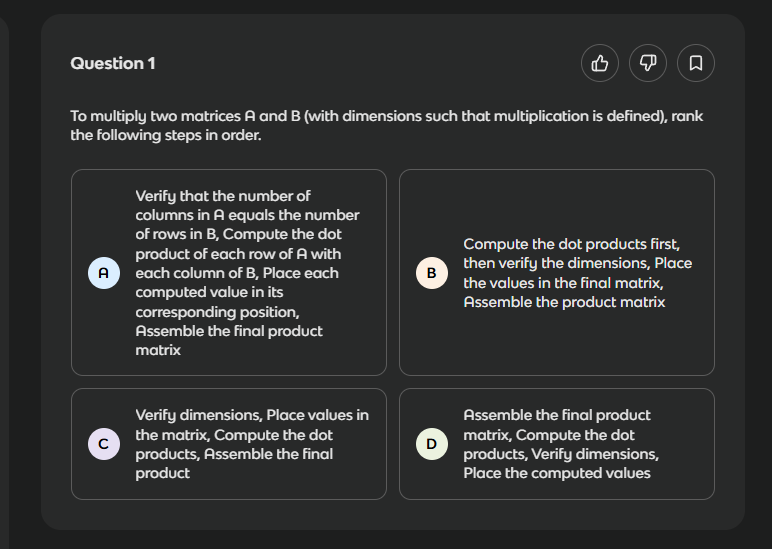 Question 1
To multiply two matrices A and B (with dimensions such that multiplication is defined), rank
the following steps in order.
A
Verify that the number of
columns in A equals the number
of rows in B, Compute the dot
product of each row of A with
each column of B, Place each
computed value in its
corresponding position,
Assemble the final product
matrix
B
Compute the dot products first,
then verify the dimensions, Place
the values in the final matrix,
Assemble the product matrix
C
Verify dimensions, Place values in
the matrix, Compute the dot
products, Assemble the final
product
D
Assemble the final product
matrix, Compute the dot
products, Verify dimensions,
Place the computed values